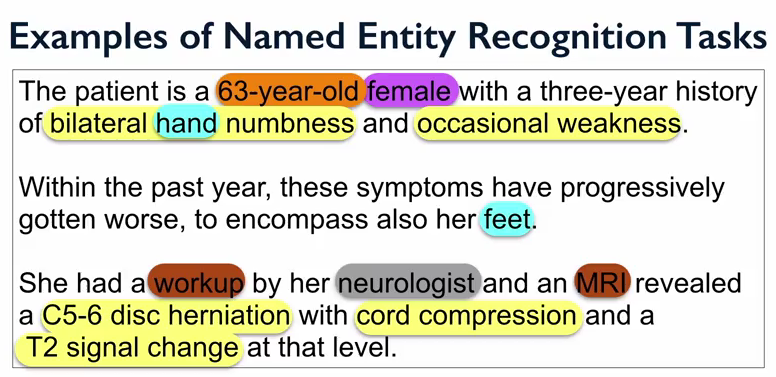 Examples of Named Entity Recognition Tasks
The patient is a 63-year-old female with a three-year history
of bilateral hand numbness and occasional weakness.
Within the past year, these symptoms have progressively
gotten worse, to encompass also her feet.
She had a workup by her neurologist and an MRI revealed
a C5-6 disc herniation with cord compression and a
T2 signal change at that level.